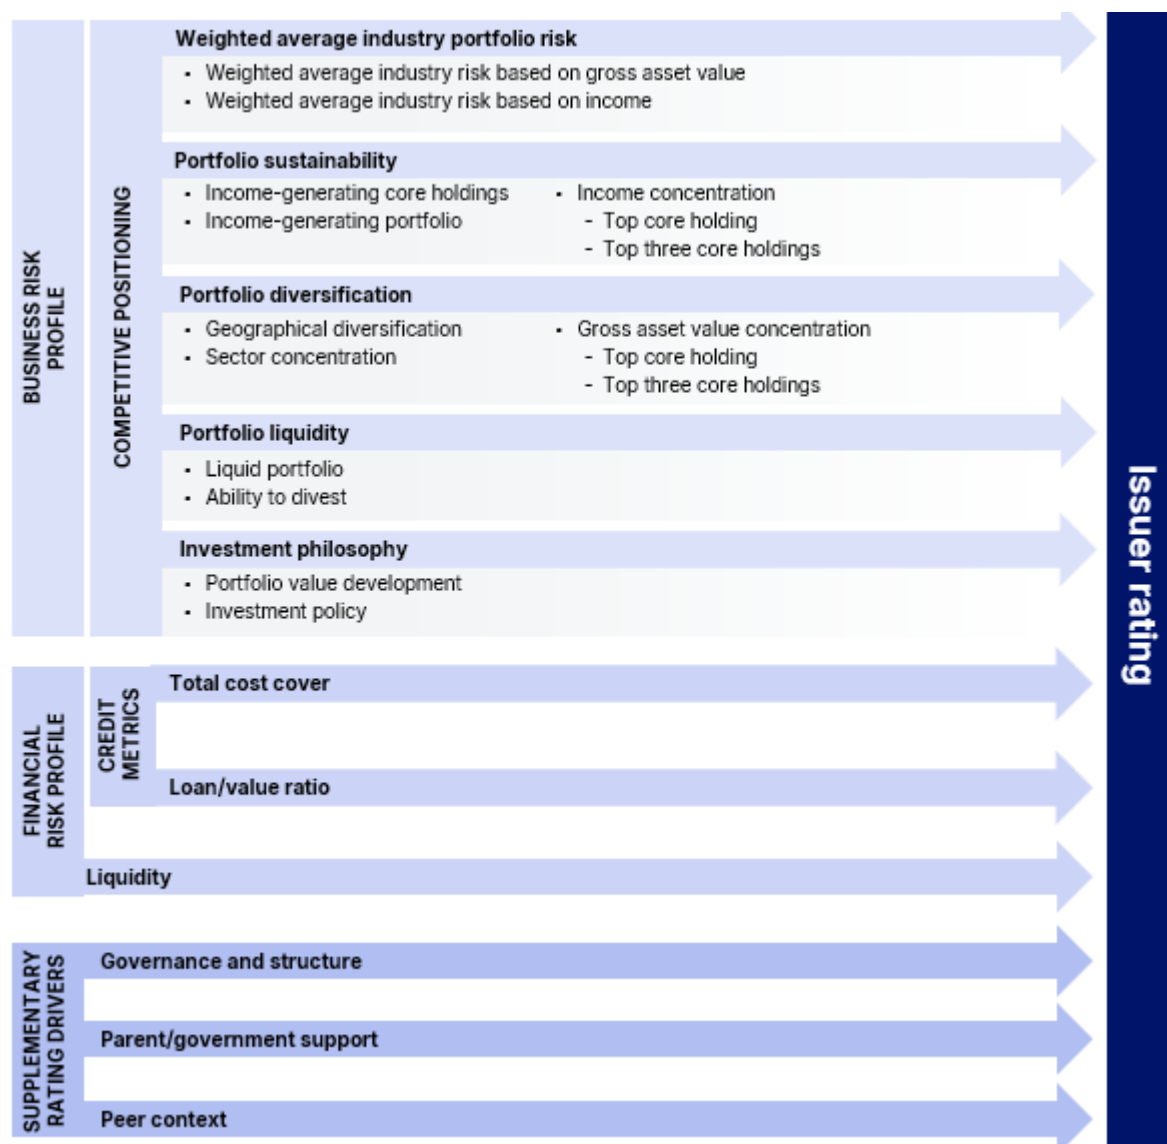 BUSINESS RISK
PROFILE
COMPETITIVE POSITIONING
Weighted average industry portfolio risk
▪ Weighted average industry risk based on gross asset value
▪ Weighted average industry risk based on income
Portfolio sustainability
▪ Income-generating core holdings
▪ Income-generating portfolio
▪ Income concentration
- Top core holding
- Top three core holdings
Portfolio diversification
▪ Geographical diversification
▪ Sector concentration
▪ Gross asset value concentration
- Top core holding
- Top three core holdings
Portfolio liquidity
▪ Liquid portfolio
▪ Ability to divest
Investment philosophy
▪ Portfolio value development
▪ Investment policy
FINANCIAL
RISK PROFILE
CREDIT
METRICS
Total cost cover
Loan/value ratio
Liquidity
SUPPLEMENTARY
RATING DRIVERS
Governance and structure
Parent/government support
Peer context
Issuer rating